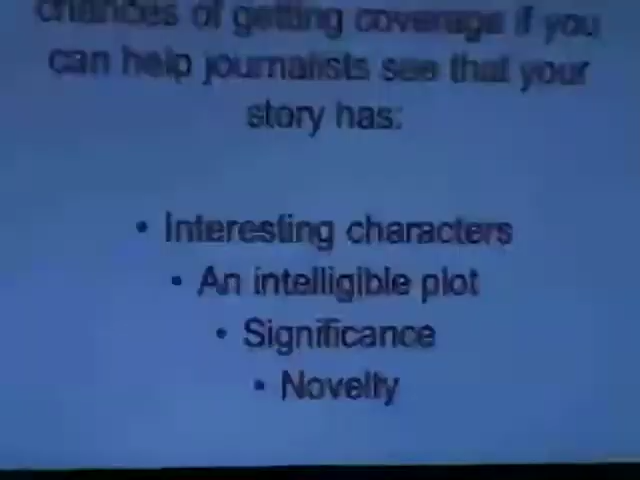 chances of getting coverage if you
can help journalists see that your
story has:
• Interesting characters
• An intelligible plot
• Significance
• Novelty